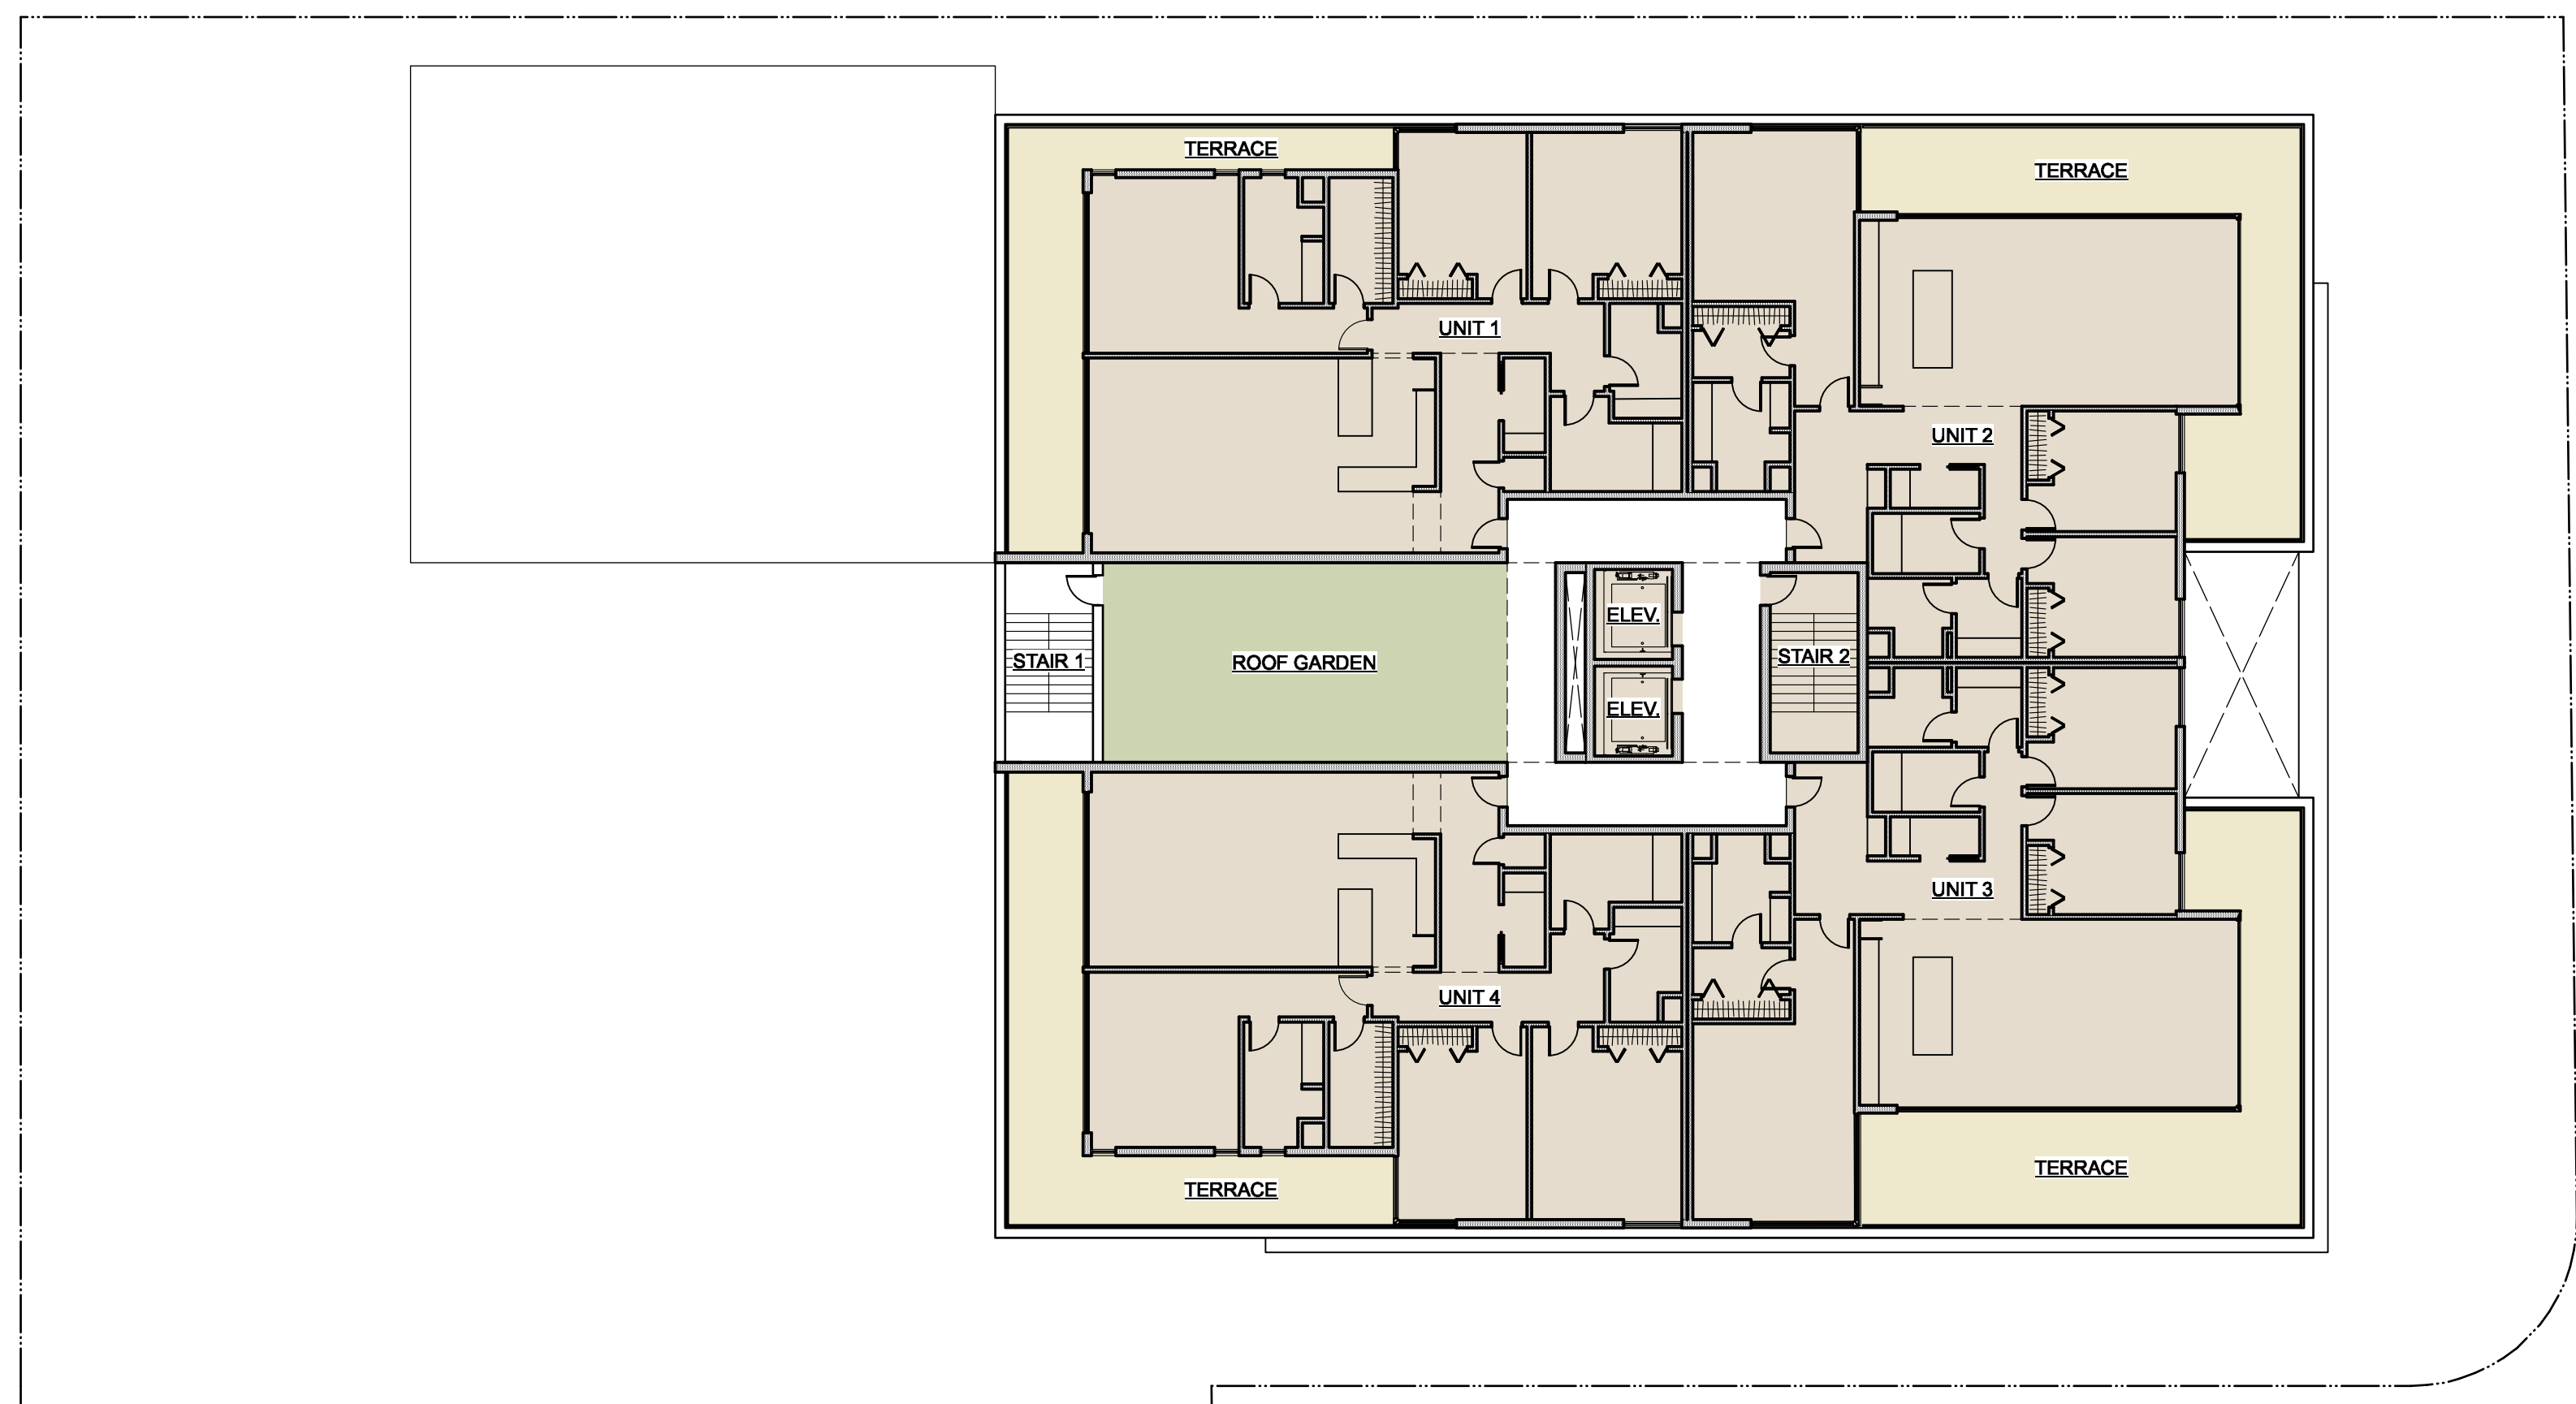 TERRACE
TERRACE
UNIT 1
UNIT 2
ELEV.
STAIR 1
ROOF GARDEN
STAIR 2
ELEV.
UNIT 3
UNIT 4
TERRACE
TERRACE